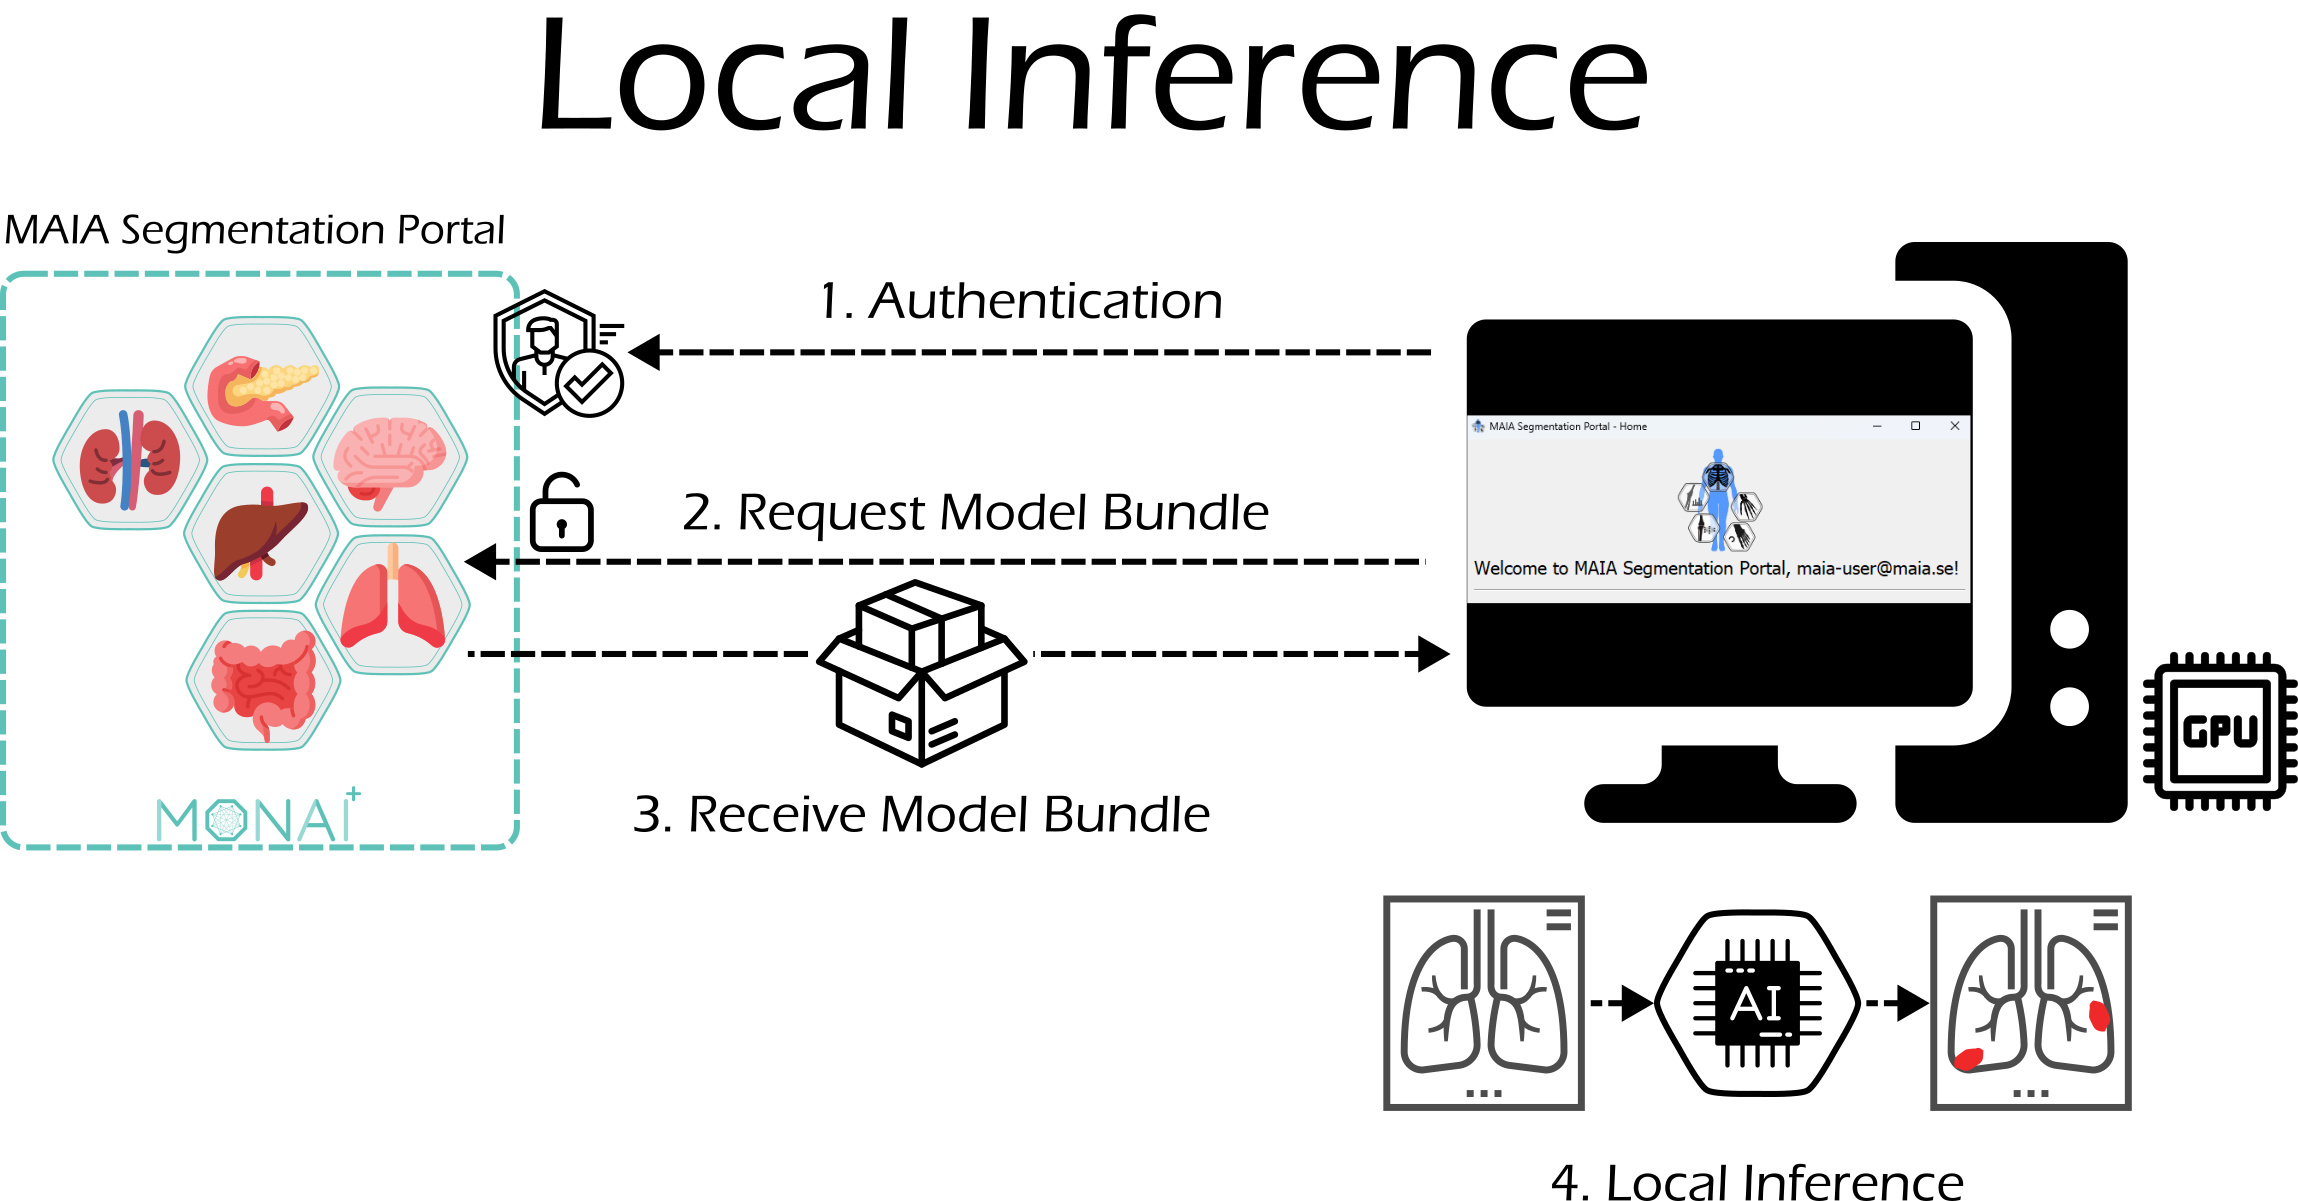 Local Inference
MAIA Segmentation Portal
1. Authentication
MAIA Segmentation Portal - Home
2. Request Model Bundle
Welcome to MAIA Segmentation Portal, maia-user@maia.se!
GPU
MONAI+
3. Receive Model Bundle
AI
4. Local Inference